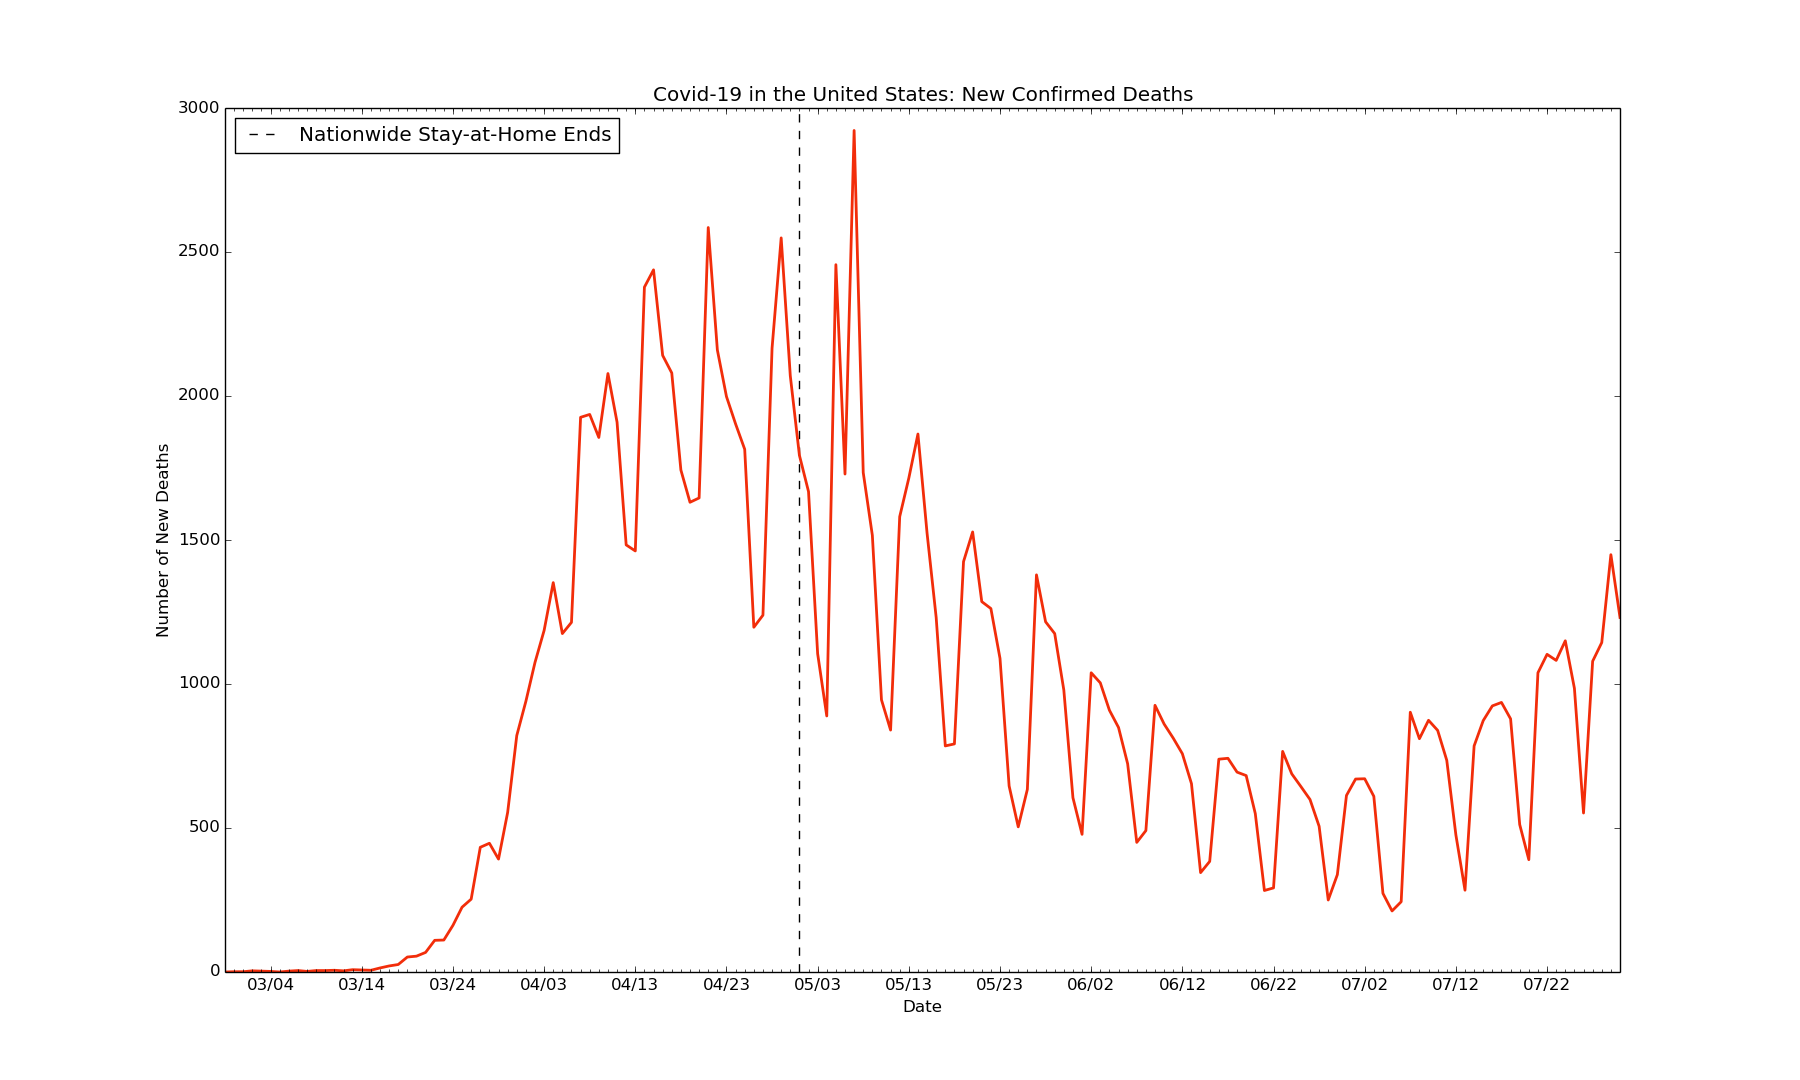 Covid-19 in the United States: New Confirmed Deaths
Nationwide Stay-at-Home Ends
Number of New Deaths
3000
2500
2000
1500
1000
500
0
03/04 03/14 03/24 04/03 04/13 04/23 05/03 05/13 05/23 06/02 06/12 06/22 07/02 07/12 07/22
Date